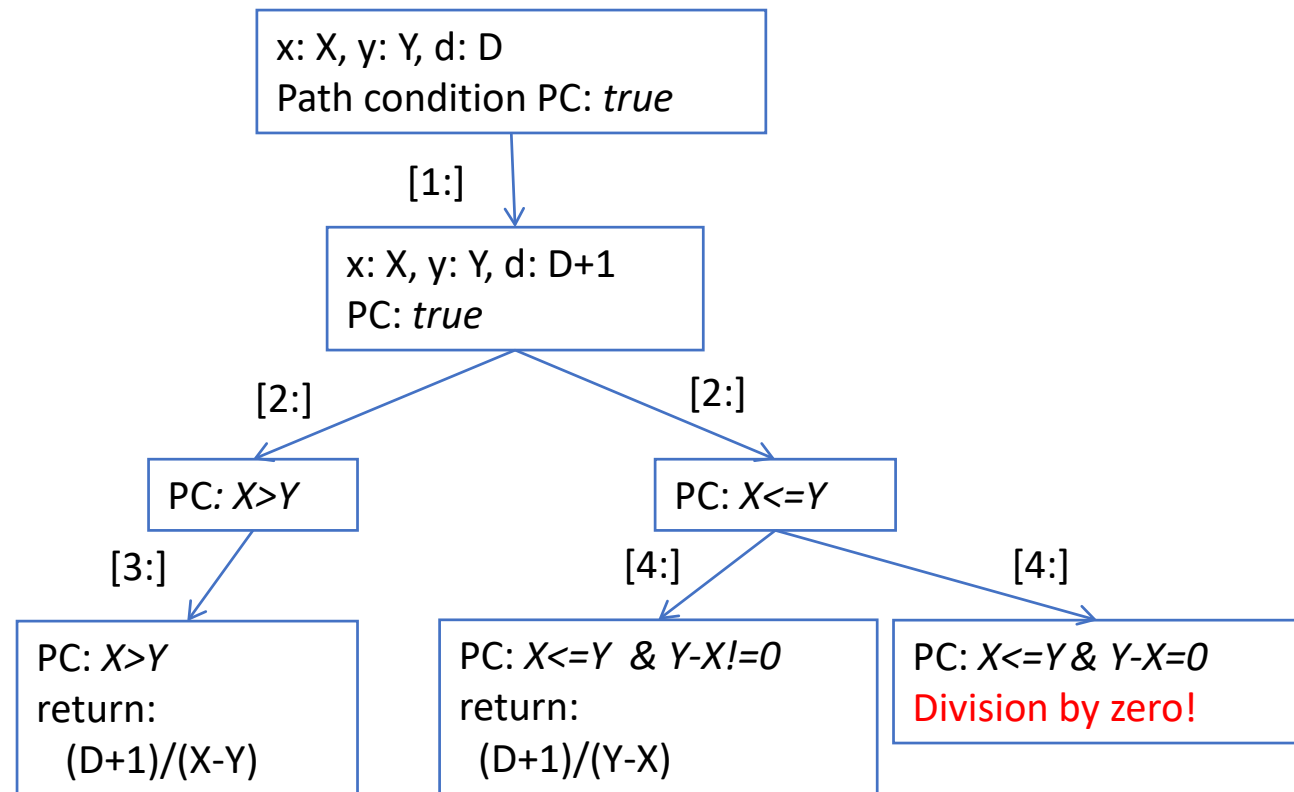 x: X, y: Y, d: D
Path condition PC: true
[1:]
x: X, y: Y, d: D+1
PC: true
[2:]
[2:]
PC: X>Y
PC: X<=Y
[3:]
[4:]
[4:]
PC: X>Y
return:
(D+1)/(X-Y)
PC: X<=Y & Y-X!=0
return:
(D+1)/(Y-X)
PC: X<=Y & Y-X=0
Division by zero!